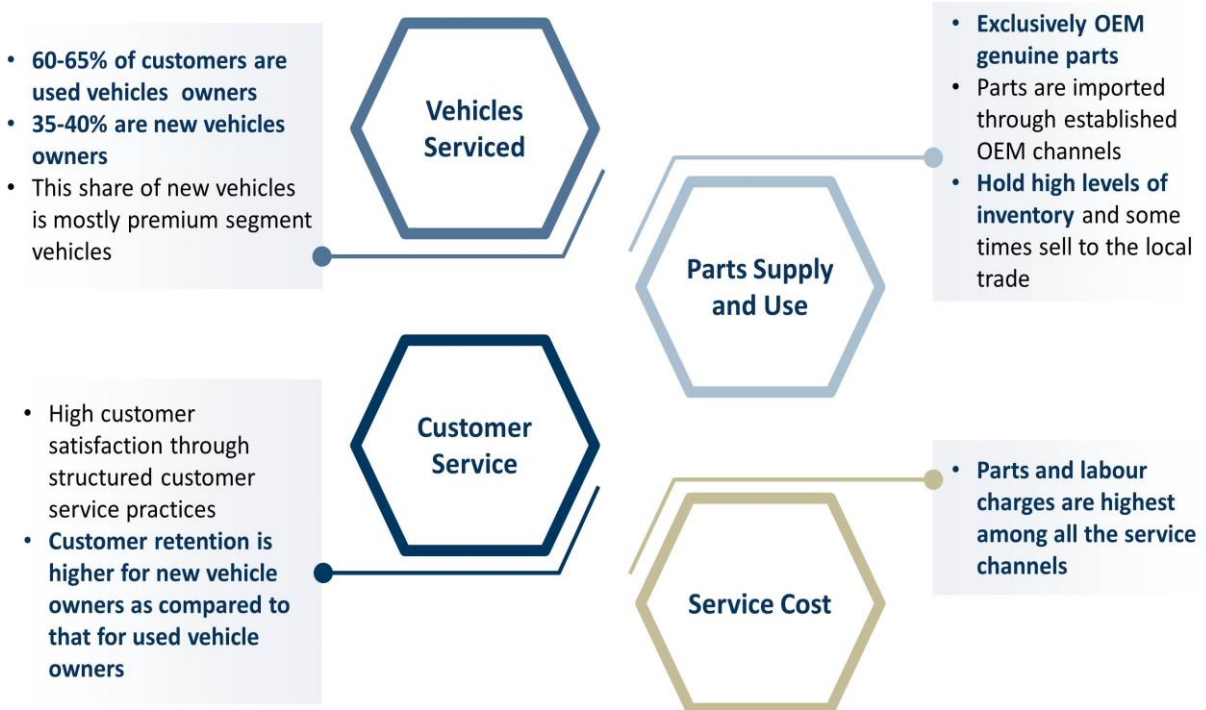 • 60-65% of customers are
used vehicles owners
• 35-40% are new vehicles
owners
• This share of new vehicles
is mostly premium segment
vehicles
Vehicles
Serviced
• Exclusively OEM
genuine parts
• Parts are imported
through established
OEM channels
• Hold high levels of
inventory and some
times sell to the local
trade
Parts Supply
and Use
• High customer
satisfaction through
structured customer
service practices
• Customer retention is
higher for new vehicle
owners as compared to
that for used vehicle
owners
Customer
Service
• Parts and labour
charges are highest
among all the service
channels
Service Cost